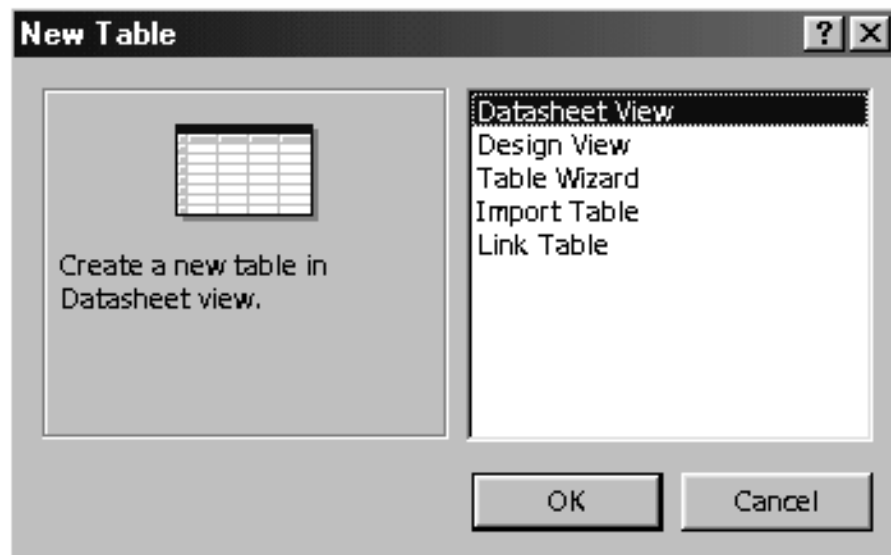 New Table
Create a new table in
Datasheet view.
Datasheet View
Design View
Table Wizard
Import Table
Link Table
OK
Cancel